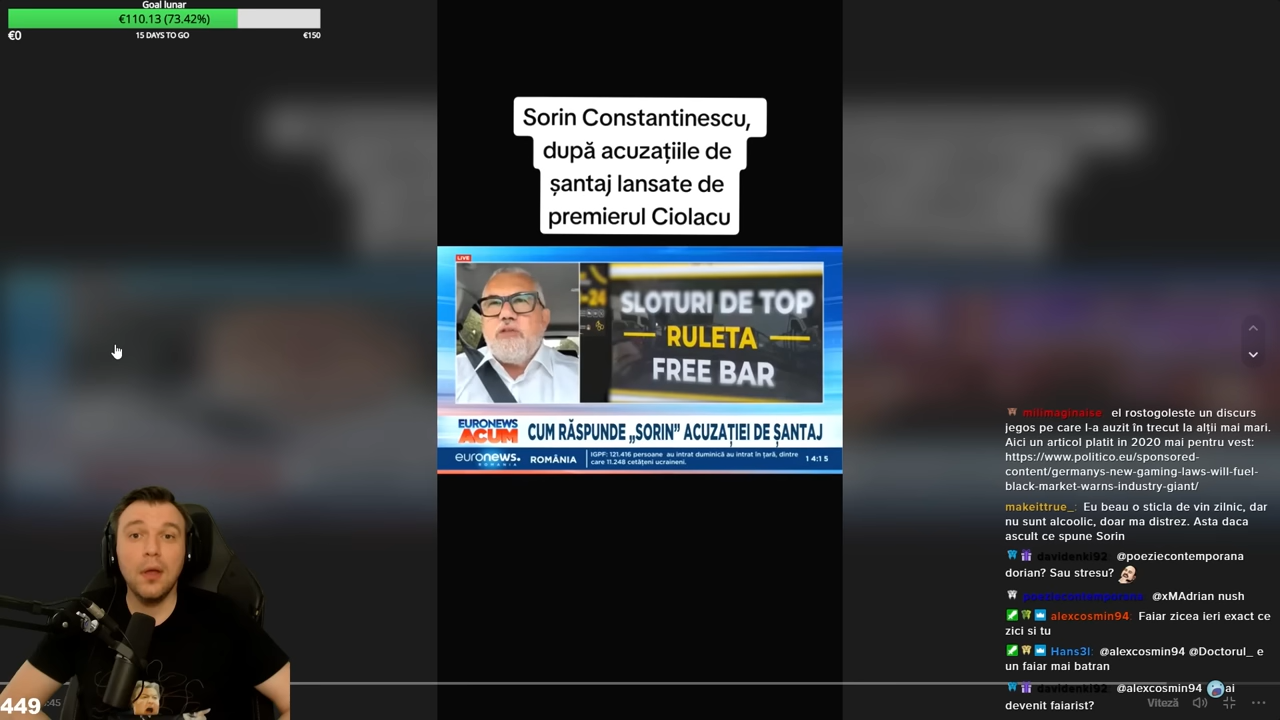 Goal lunar
€110.13 (73.42%)
€0
15 DAYS TO GO
€150
Sorin Constantinescu,
după acuzațiile de
șantaj lansate de
premierul Ciolacu
LIVE
24
SLOTURI DE TOP
RULETA
FREE BAR
EURONEWS
ACUM
CUM RĂSPUNDE „SORIN” ACUZAȚIEI DE ȘANTAJ
euronews.
ROMÂNIA
ROMÂNIA
IGPF: 121.416 persoane au intrat duminică au intrat în țară, dintre
care 11.248 cetățeni ucraineni.
14:15
milimaginaise: el rostogoleste un discurs
jegos pe care l-a auzit în trecut la alții mai mari.
Aici un articol platit in 2020 mai pentru vest:
https://www.politico.eu/sponsored-
content/germanys-new-gaming-laws-will-fuel-
black-market-warns-industry-giant/
makeittrue_: Eu beau o sticla de vin zilnic, dar
nu sunt alcoolic, doar ma distrez. Asta daca
ascult ce spune Sorin
davidenki92 @poeziecontemporana
dorian? Sau stresu?
poeziecontemporana @xMAdrian nush
alexcosmin94: Faiar zicea ieri exact ce
zici si tu
Hans3l: @alexcosmin94 @Doctorul_ e
un faiar mai batran
davidenki92 @alexcosmin94 ai
devenit faiarist?
449
:45
Viteză